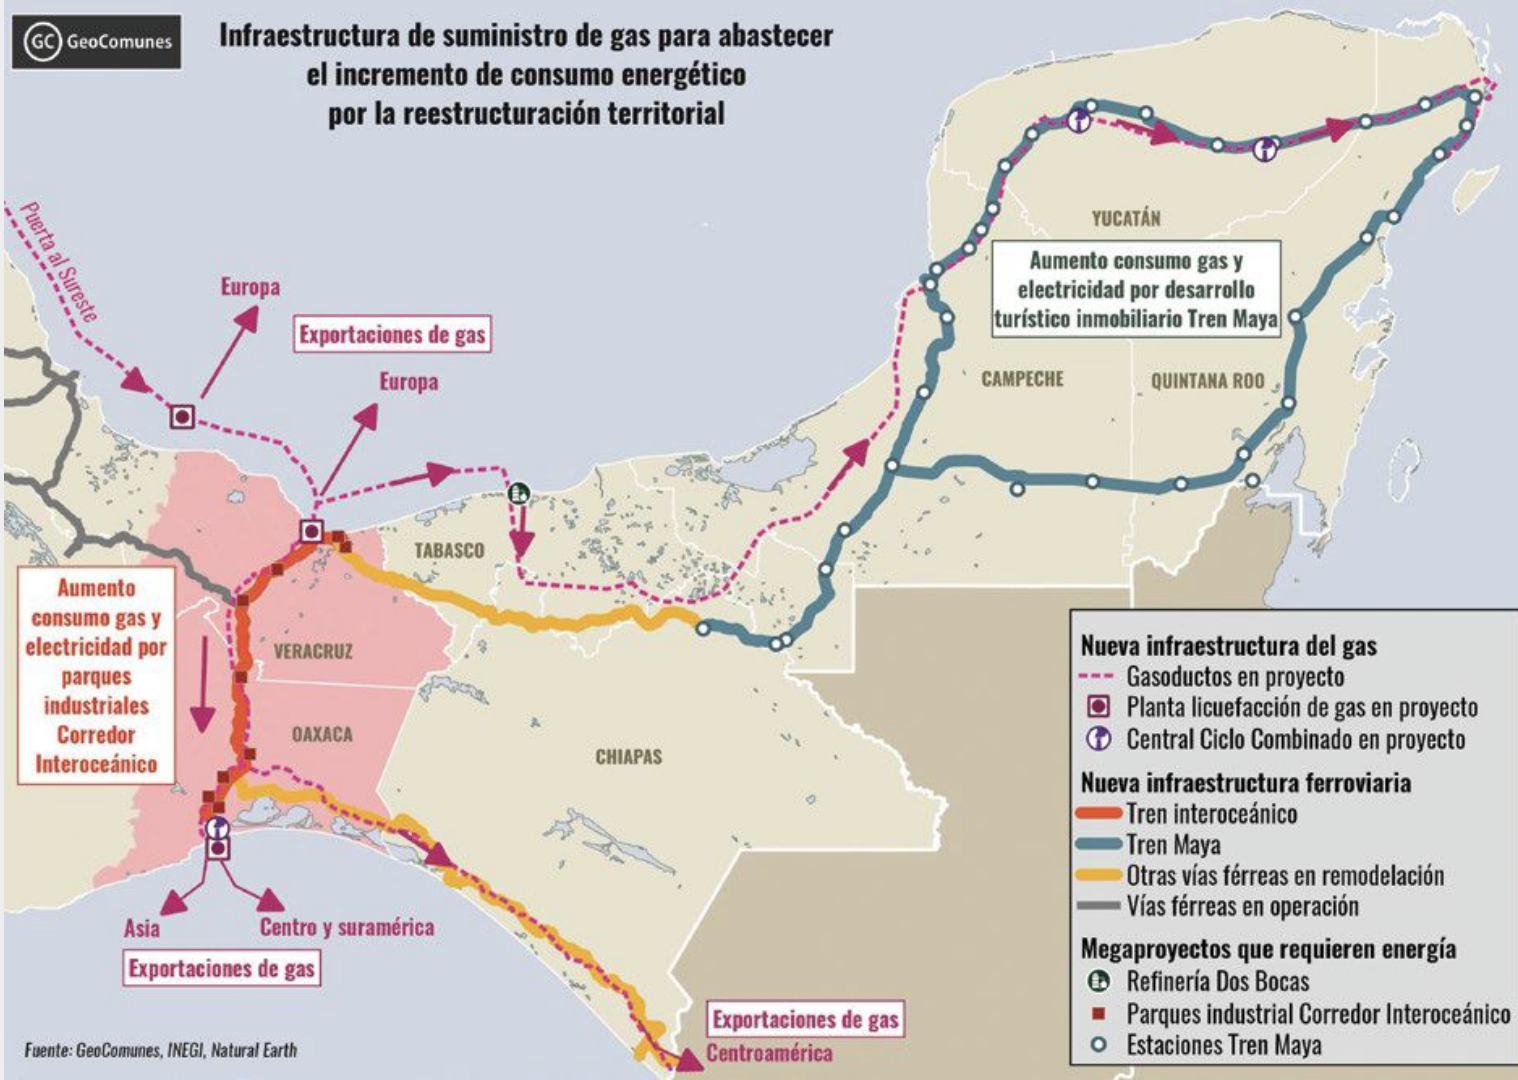 GC GeoComunes
Infraestructura de suministro de gas para abastecer
el incremento de consumo energético
por la reestructuración territorial
Puerta al Sureste
Europa
Exportaciones de gas
Europa
YUCATÁN
Aumento consumo gas y
electricidad por desarrollo
turístico inmobiliario Tren Maya
CAMPECHE
QUINTANA ROO
TABASCO
Aumento
consumo gas y
electricidad por
parques
industriales
Corredor
Interoceánico
VERACRUZ
OAXACA
CHIAPAS
Asia
Centro y suramérica
Exportaciones de gas
Exportaciones de gas
Centroamérica
Nueva infraestructura del gas
Gasoductos en proyecto
Planta licuefacción de gas en proyecto
Central Ciclo Combinado en proyecto
Nueva infraestructura ferroviaria
Tren interoceánico
Tren Maya
Otras vías férreas en remodelación
Vías férreas en operación
Megaproyectos que requieren energía
Refinería Dos Bocas
Parques industrial Corredor Interoceánico
Estaciones Tren Maya
Fuente: GeoComunes, INEGI, Natural Earth